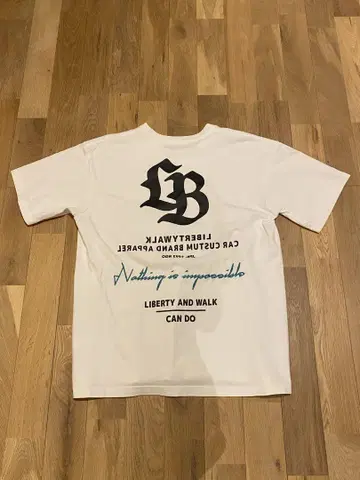 LB
LIBERTYWALK
CAR CUSTUM BRAND APPAREL
Nothing is impossible
LIBERTY AND WALK
CAN DO